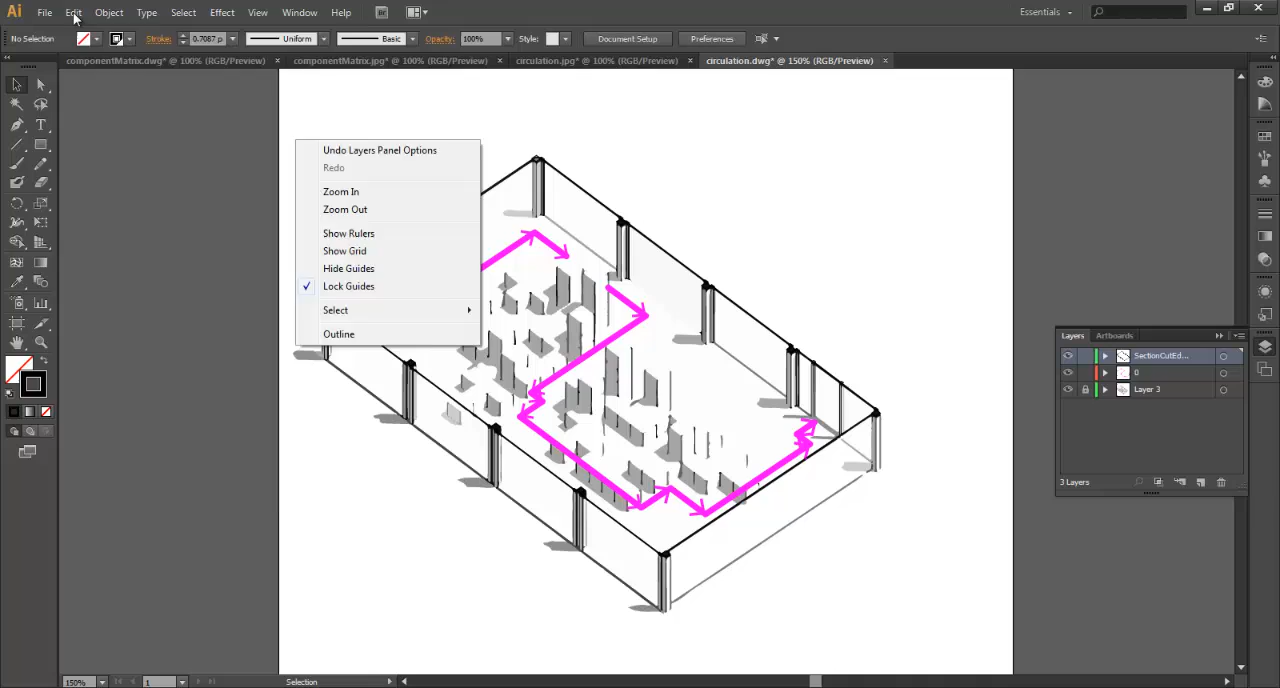 Ai File Edit Object Type Select Effect View Window Help Br Essentials
No Selection Stroke: 0.7087 p Uniform Basic Opacity: 100% Style: Document Setup Preferences
componentMatrix.dwg* @ 100% (RGB/Preview) × componentMatrix.jpg* @ 100% (RGB/Preview) × circulation.jpg* @ 100% (RGB/Preview) × circulation.dwg* @ 150% (RGB/Preview) ×
Undo Layers Panel Options
Redo
Zoom In
Zoom Out
Show Rulers
Show Grid
Hide Guides
Lock Guides
Select
Outline
Layers Artboards
SectionCutEd...
0
Layer 3
3 Layers
150% 1 Selection